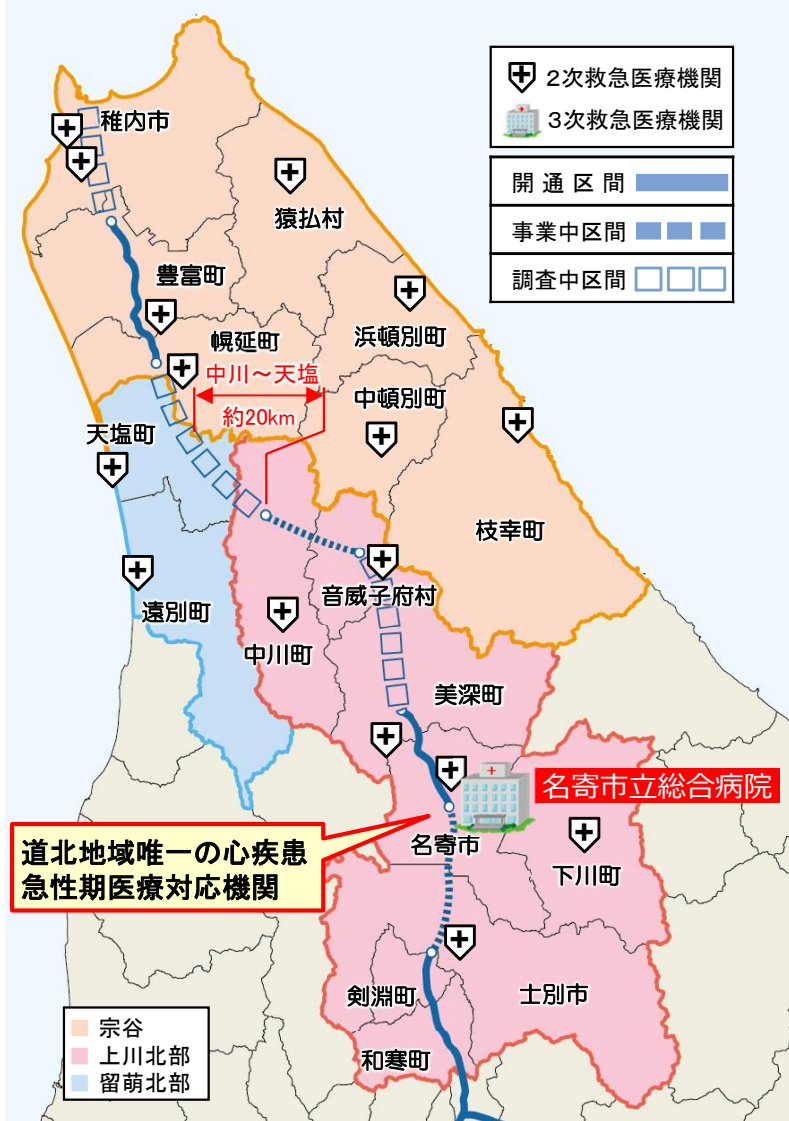 2次救急医療機関
3次救急医療機関
開通区間
事業中区間
調査中区間
稚内市
猿払村
豊富町
幌延町
浜頓別町
中川～天塩
約20km
中頓別町
天塩町
枝幸町
音威子府村
遠別町
中川町
美深町
名寄市立総合病院
道北地域唯一の心疾患
急性期医療対応機関
名寄市
下川町
剣淵町
士別市
和寒町
宗谷
上川北部
留萌北部